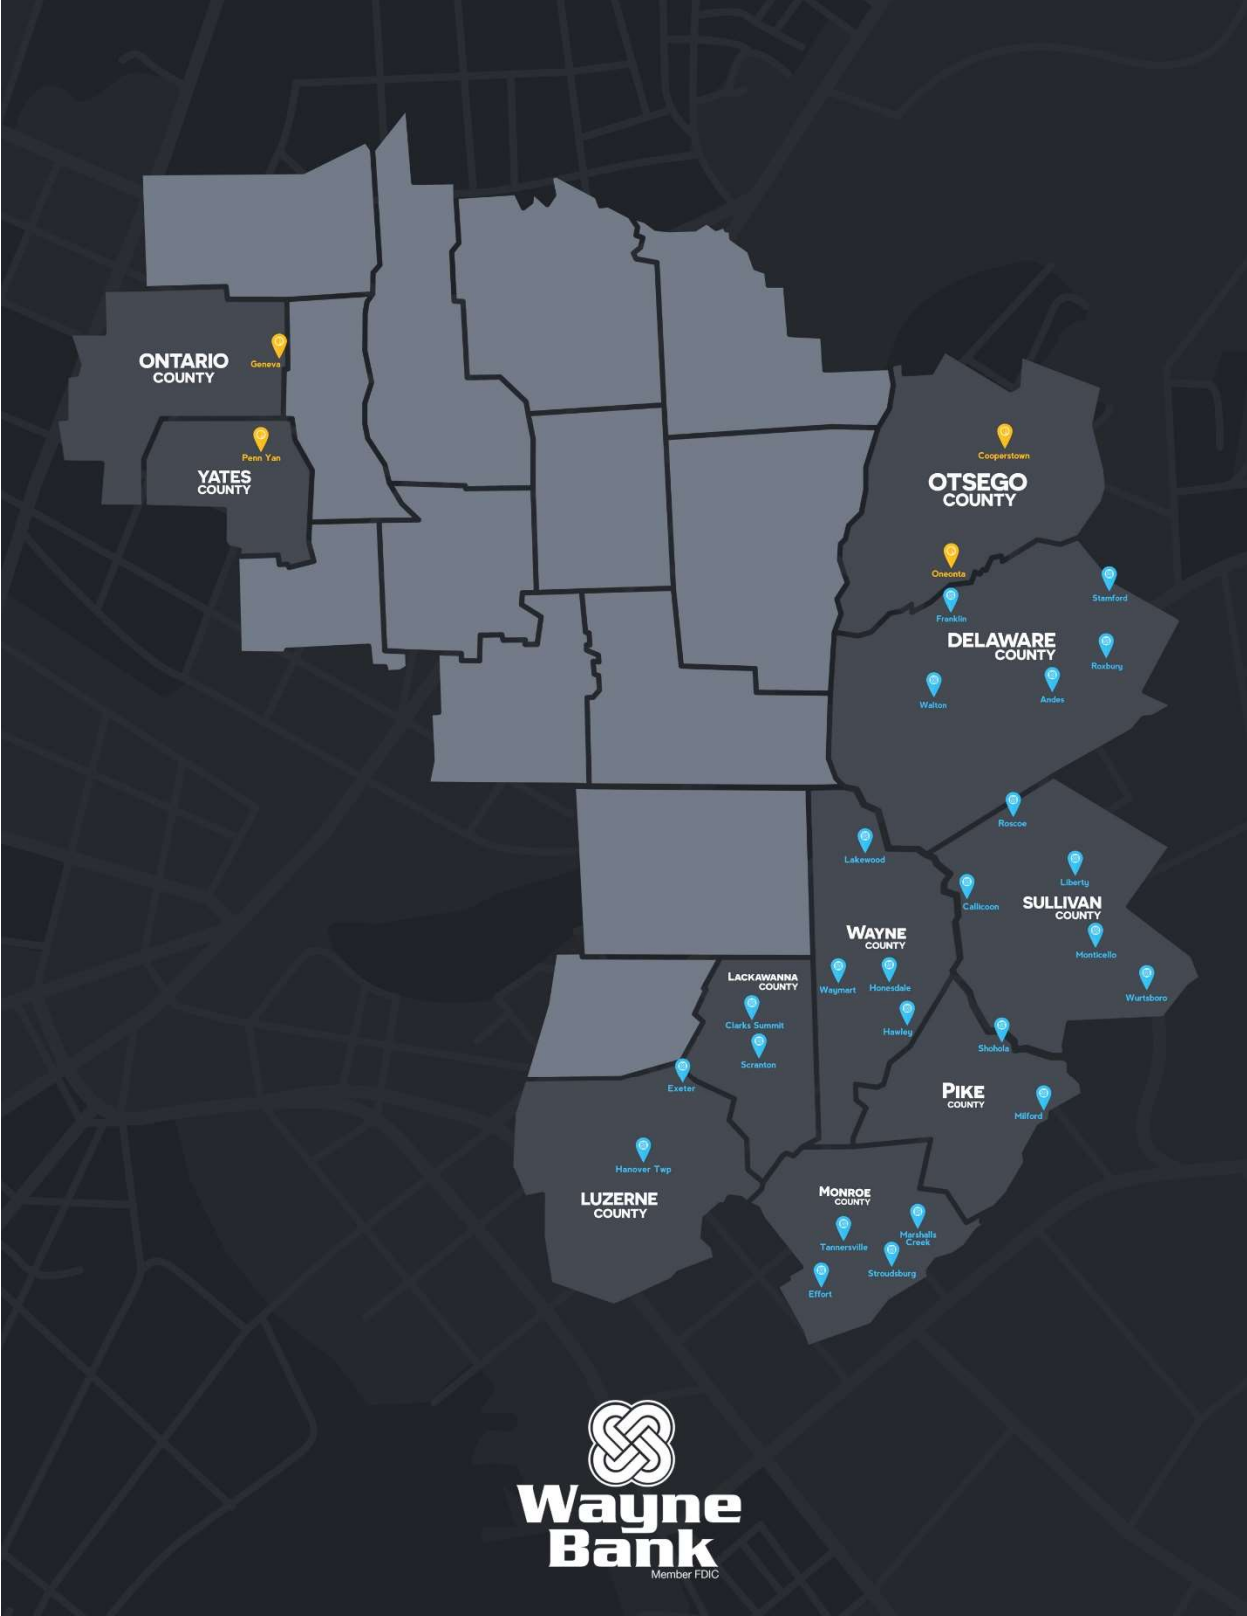 ONTARIO
COUNTY
Geneva
Penn Yan
YATES
COUNTY
Cooperstown
OTSEGO
COUNTY
Oneonta
Stamford
Franklin
DELAWARE
COUNTY
Roxbury
Walton
Andes
Roscoe
Lakewood
Liberty
Callicoon
SULLIVAN
COUNTY
WAYNE
COUNTY
Monticello
LACKAWANNA
COUNTY
Waymart
Honesdale
Wurtsboro
Clarks Summit
Hawley
Shohola
Scranton
Exeter
PIKE
COUNTY
Milford
Hanover Twp
LUZERNE
COUNTY
MONROE
COUNTY
Marshalls
Creek
Tannersville
Stroudsburg
Effort
Wayne
Bank
Member FDIC